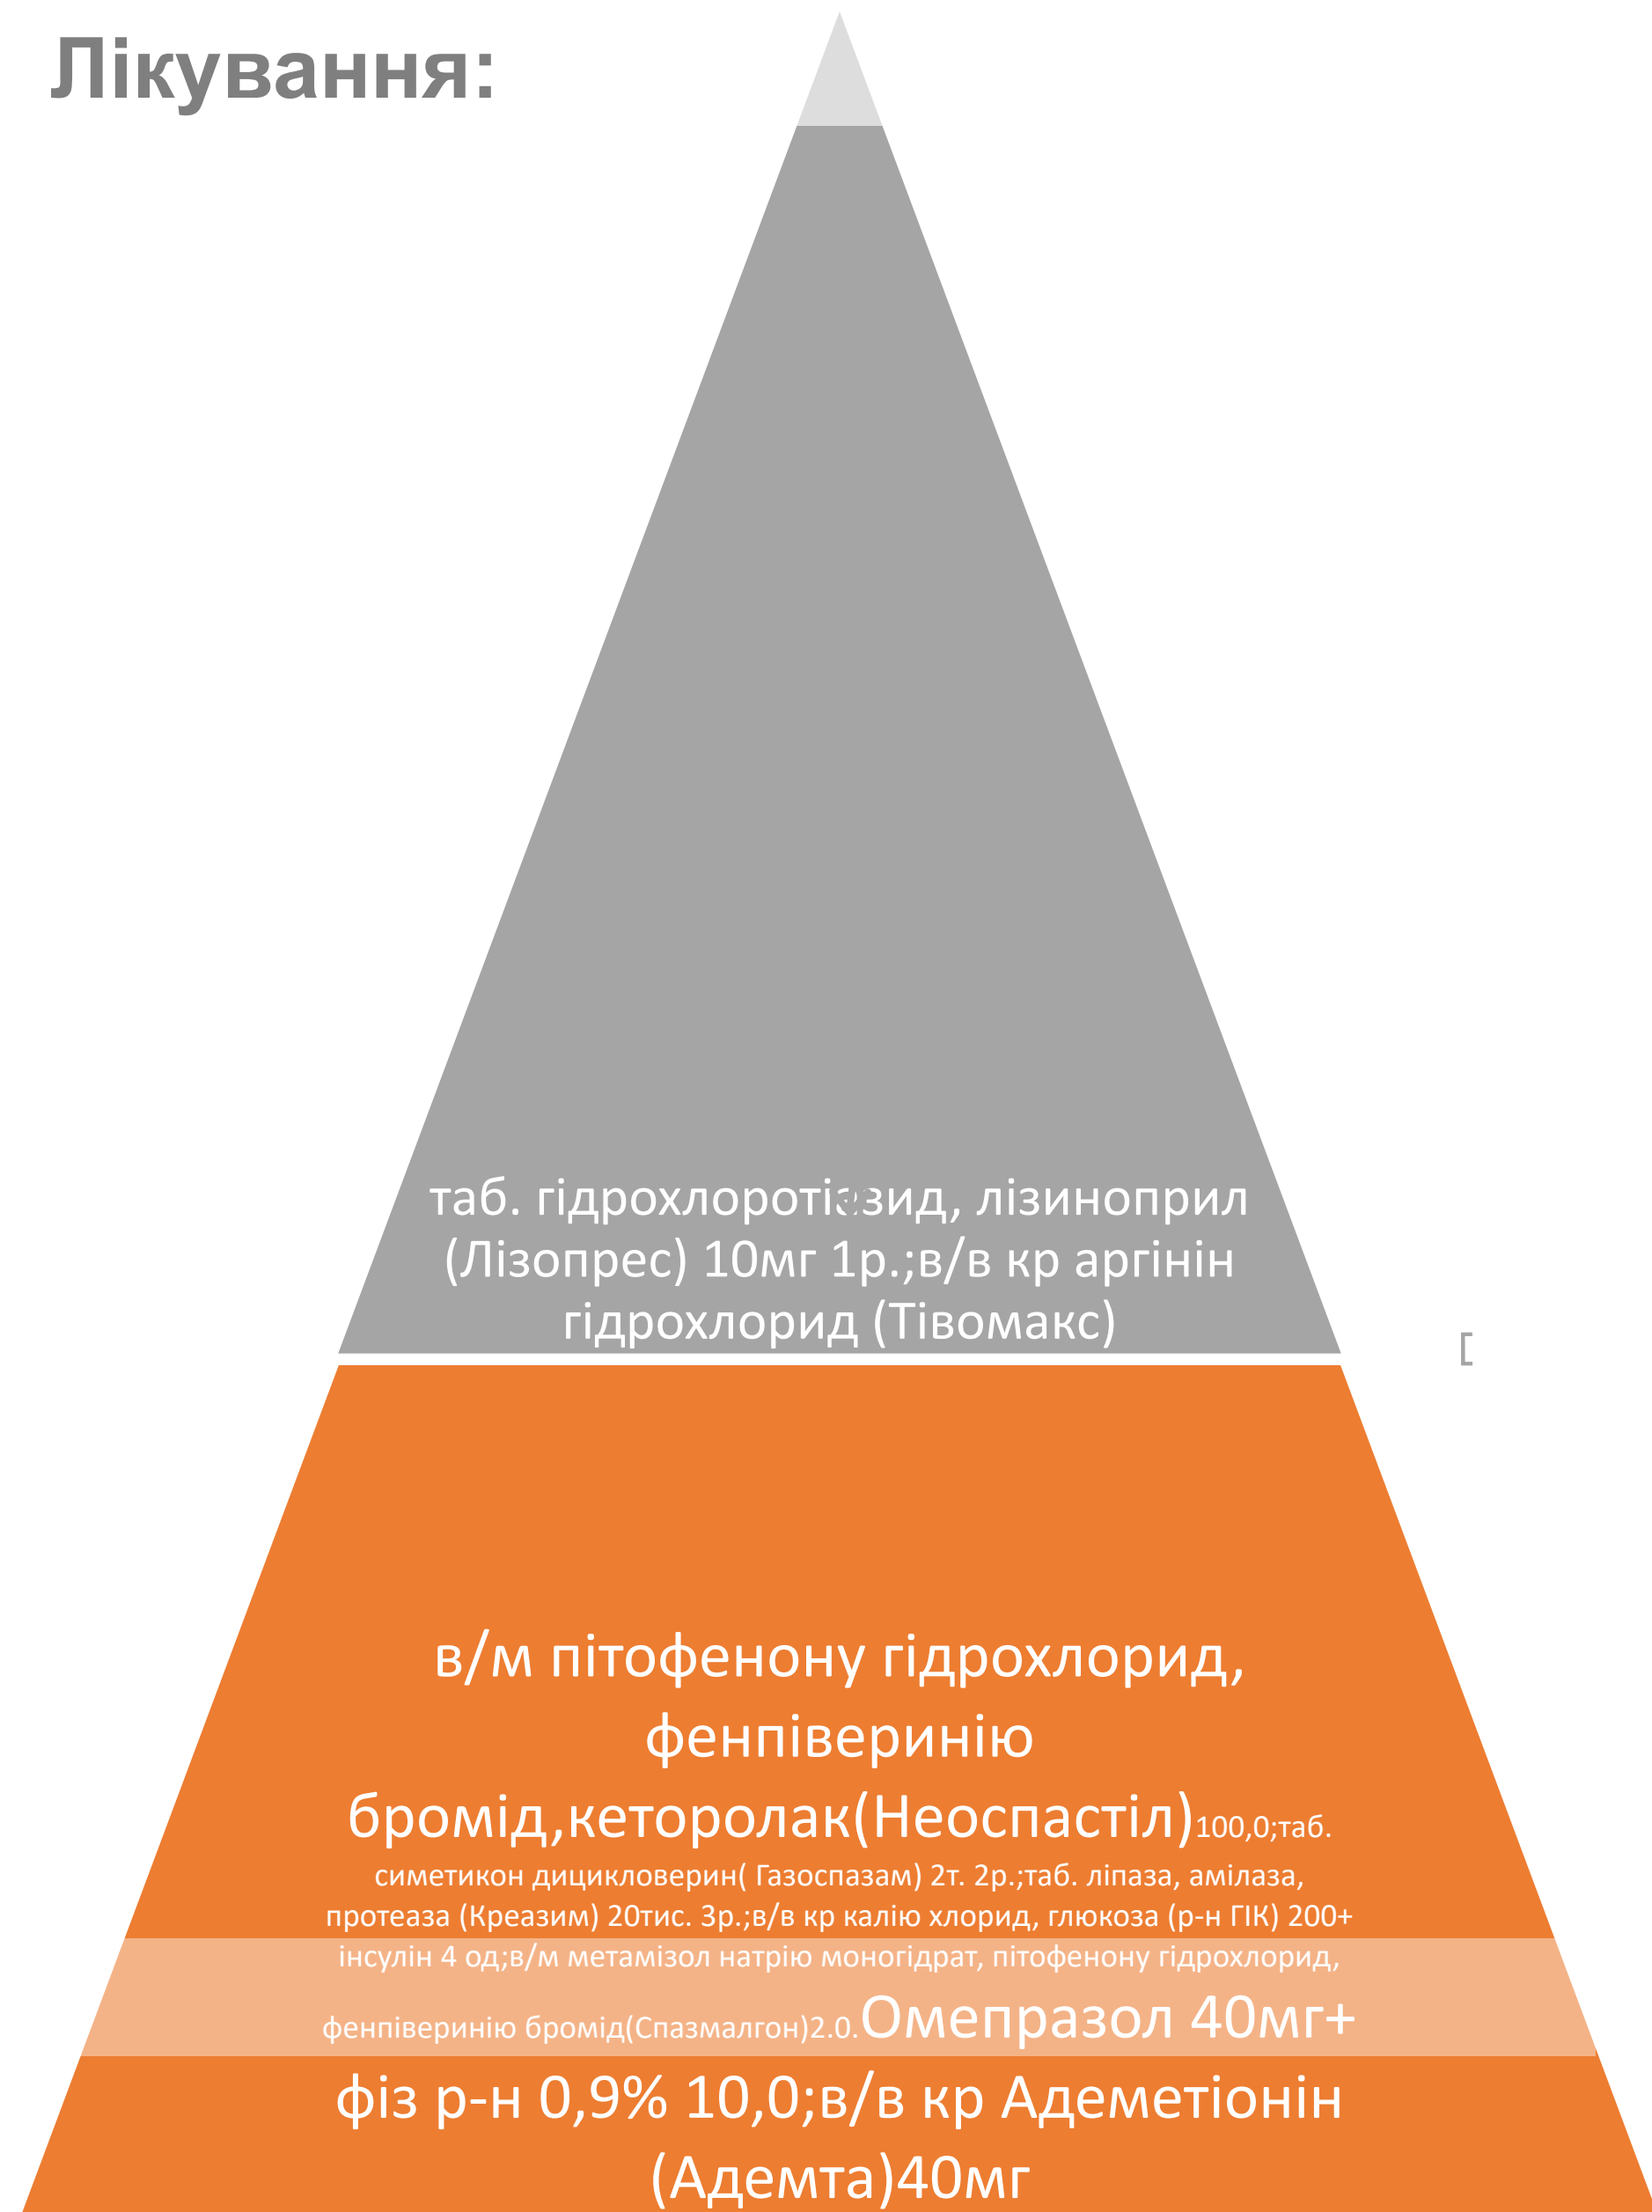 Лікування:
таб. гідрохлоротіазид, лізиноприл
(Лізопрес) 10мг 1р.;в/в кр аргінін
гідрохлорид (Тівомакс)
в/м пітофенону гідрохлорид,
фенпіверинію
бромід,кеторолак(Неоспастіл)100,0;таб.
симетикон дицикловерин( Газоспазам) 2т. 2р.;таб. ліпаза, амілаза,
протеаза (Креазим) 20тис. 3р.;в/в кр калію хлорид, глюкоза (р-н ГІК) 200+
інсулін 4 од;в/м метамізол натрію моногідрат, пітофенону гідрохлорид,
фенпіверинію бромід(Спазмалгон)2.0.Омепразол 40мг+
фіз р-н 0,9% 10,0;в/в кр Адеметіонін
(Адемта)40мг